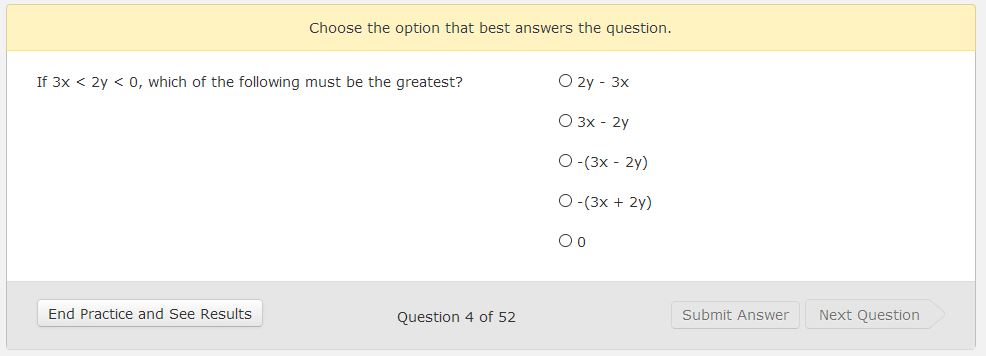 Choose the option that best answers the question.
If 3x < 2y < 0, which of the following must be the greatest?
2y - 3x
3x - 2y
-(3x - 2y)
-(3x + 2y)
0
End Practice and See Results
Question 4 of 52
Submit Answer
Next Question